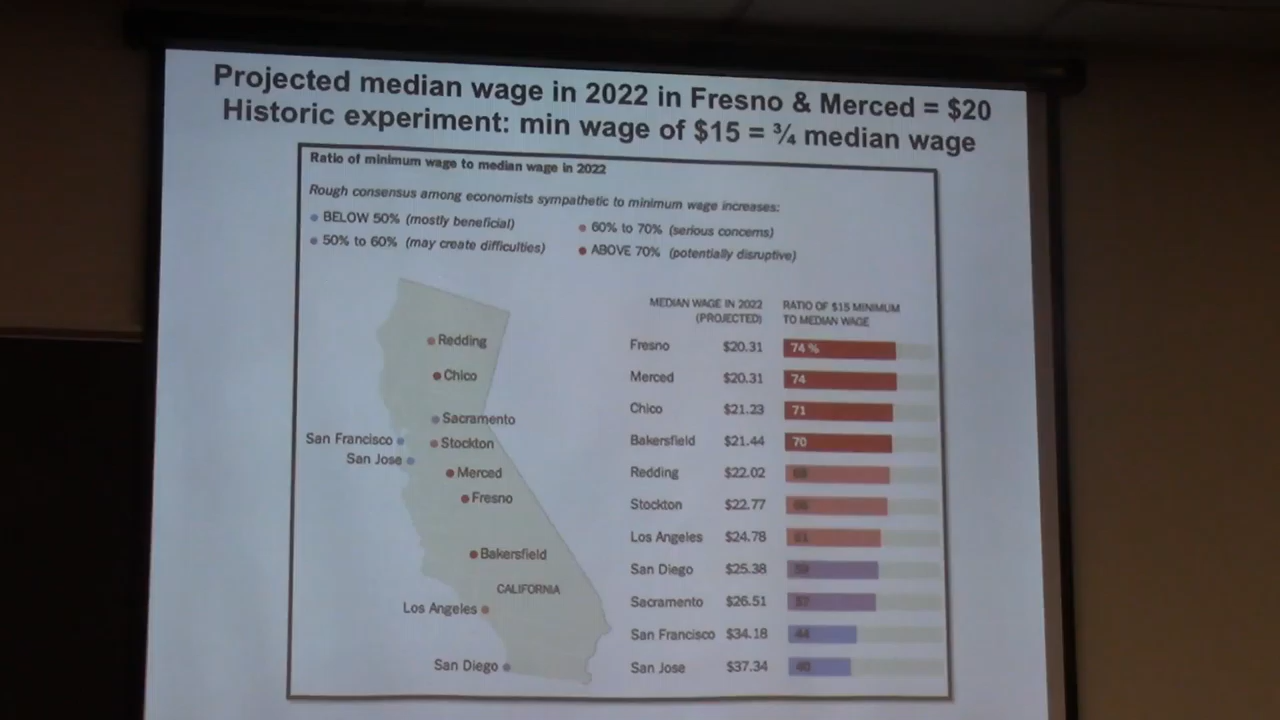 Projected median wage in 2022 in Fresno & Merced = $20
Historic experiment: min wage of $15 = ¾ median wage
Ratio of minimum wage to median wage in 2022
Rough consensus among economists sympathetic to minimum wage increases:
BELOW 50% (mostly beneficial)
60% to 70% (serious concerns)
50% to 60% (may create difficulties)
ABOVE 70% (potentially disruptive)
Redding
Chico
Sacramento
San Francisco
Stockton
San Jose
Merced
Fresno
Bakersfield
CALIFORNIA
Los Angeles
San Diego
MEDIAN WAGE IN 2022
(PROJECTED)
RATIO OF $15 MINIMUM
TO MEDIAN WAGE
Fresno $20.31 74%
Merced $20.31 74
Chico $21.23 71
Bakersfield $21.44 70
Redding $22.02
Stockton $22.77 66
Los Angeles $24.78 61
San Diego $25.38 59
Sacramento $26.51 57
San Francisco $34.18 44
San Jose $37.34 40